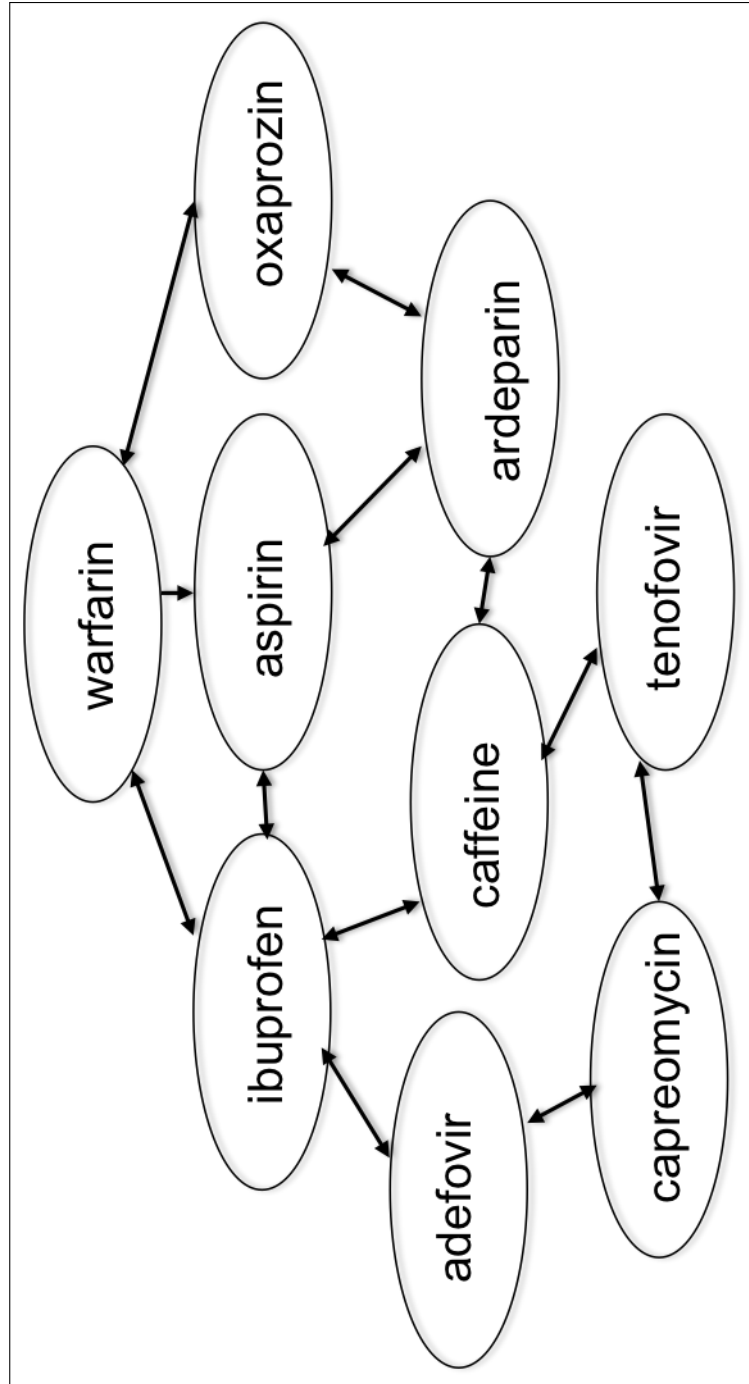 warfarin
ibuprofen
aspirin
oxaprozin
adefovir
caffeine
ardeparin
capreomycin
tenofovir